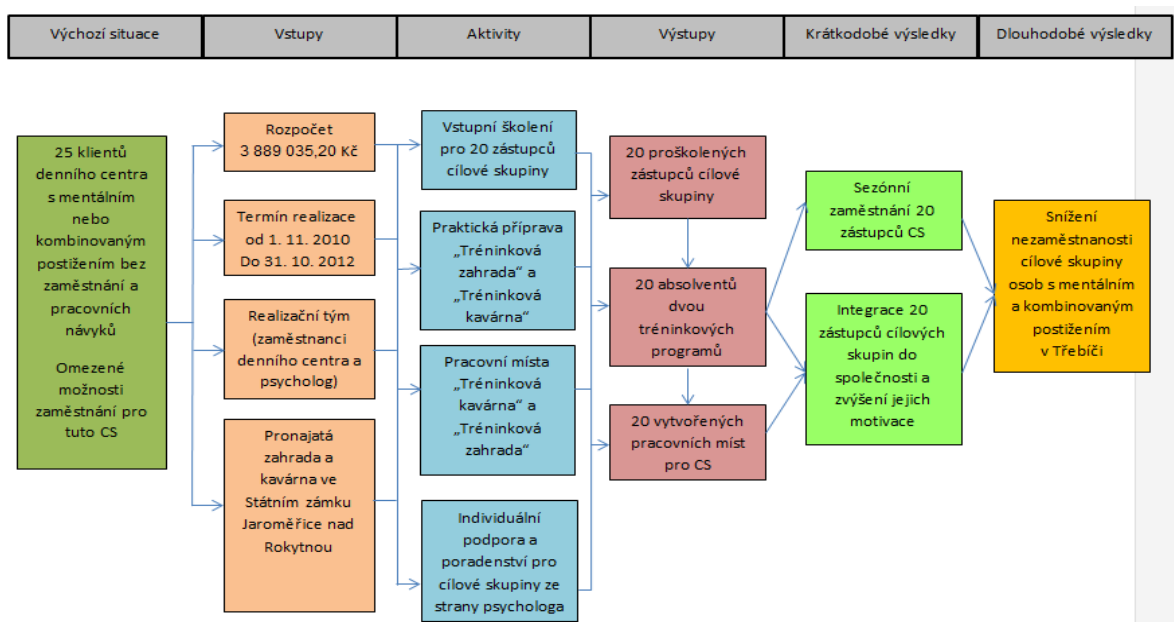 Výchozí situace
Vstupy
Aktivity
Výstupy
Krátkodobé výsledky
Dlouhodobé výsledky
25 klientů
denního centra
s mentálním
nebo
kombinovaným
postižením bez
zaměstnání a
pracovních
návyků
Omezené
možnosti
zaměstnání pro
tuto CS
Rozpočet
3 889 035,20 Kč
Termín realizace
od 1. 11. 2010
Do 31. 10. 2012
Realizační tým
(zaměstnanci
denního centra a
psycholog)
Pronajatá
zahrada a
kavárna ve
Státním zámku
Jaroměřice nad
Rokytnou
Vstupní školení
pro 20 zástupců
cílové skupiny
Praktická příprava
„Tréninková
zahrada“ a
„Tréninková
kavárna“
Pracovní místa
„Tréninková
kavárna“ a
„Tréninková
zahrada“
Individuální
podpora a
poradenství pro
cílové skupiny ze
strany psychologa
20 proškolených
zástupců cílové
skupiny
20 absolventů
dvou
tréninkových
programů
20 vytvořených
pracovních míst
pro CS
Sezónní
zaměstnání 20
zástupců CS
Integrace 20
zástupců cílových
skupin do
společnosti a
zvýšení jejich
motivace
Snížení
nezaměstnanosti
cílové skupiny
osob s mentálním
a kombinovaným
postižením
v Třebíči